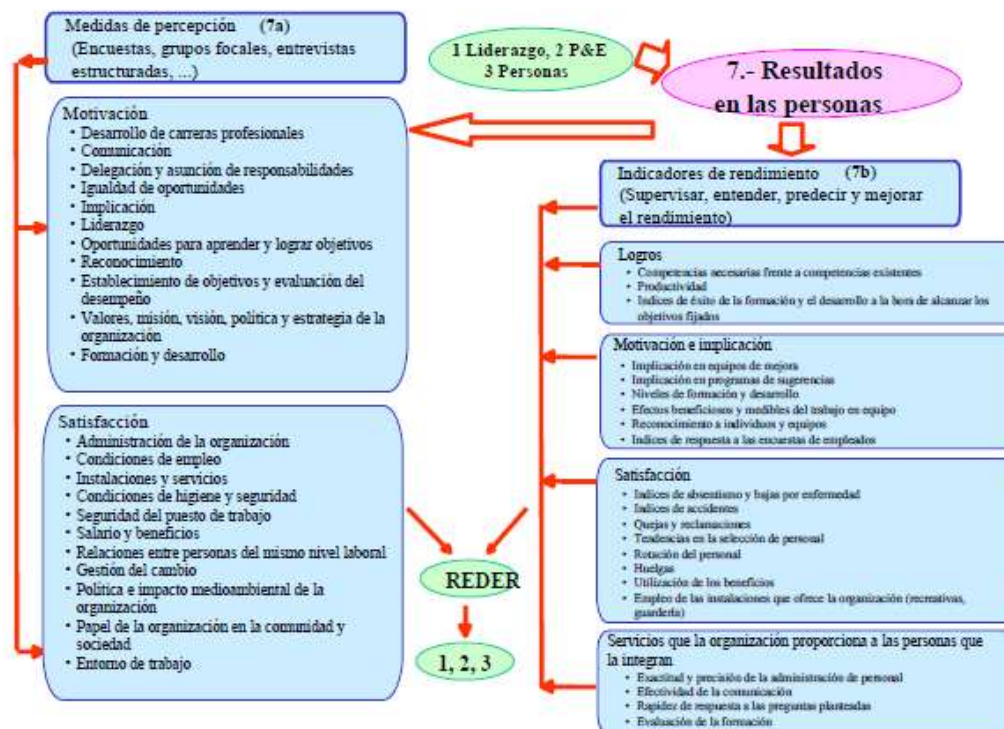 Medidas de percepción (7a)
(Encuestas, grupos focales, entrevistas
estructuradas, ...)
1 Liderazgo, 2 P&E
3 Personas
7.- Resultados
en las personas
Motivación
• Desarrollo de carreras profesionales
• Comunicación
• Delegación y asunción de responsabilidades
• Igualdad de oportunidades
• Implicación
• Liderazgo
• Oportunidades para aprender y lograr objetivos
• Reconocimiento
• Establecimiento de objetivos y evaluación del
desempeño
• Valores, misión, visión, política y estrategia de la
organización
• Formación y desarrollo
Satisfacción
• Administración de la organización
• Condiciones de empleo
• Instalaciones y servicios
• Condiciones de higiene y seguridad
• Seguridad del puesto de trabajo
• Salario y beneficios
• Relaciones entre personas del mismo nivel laboral
• Gestión del cambio
• Política e impacto medioambiental de la
organización
• Papel de la organización en la comunidad y
sociedad
• Entorno de trabajo
REDER
1, 2, 3
Indicadores de rendimiento (7b)
(Supervisar, entender, predecir y mejorar
el rendimiento)
Logros
• Competencias necesarias frente a competencias existentes
• Productividad
• Indices de éxito de la formación y el desarrollo a la hora de alcanzar los
objetivos fijados
Motivación e implicación
• Implicación en equipos de mejora
• Implicación en programas de sugerencias
• Niveles de formación y desarrollo
• Efectos beneficiosos y medibles del trabajo en equipo
• Reconocimiento a individuos y equipos
• Indices de respuesta a las encuestas de empleados
Satisfacción
• Indices de absentismo y bajas por enfermedad
• Indices de accidentes
• Quejas y reclamaciones
• Tendencias en la selección de personal
• Rotación del personal
• Huelgas
• Utilización de los beneficios
• Empleo de las instalaciones que ofrece la organización (recreativas,
guardería)
Servicios que la organización proporciona a las personas que
la integran
• Exactitud y precisión de la administración de personal
• Efectividad de la comunicación
• Rapidez de respuesta a las preguntas planteadas
• Evaluación de la formación